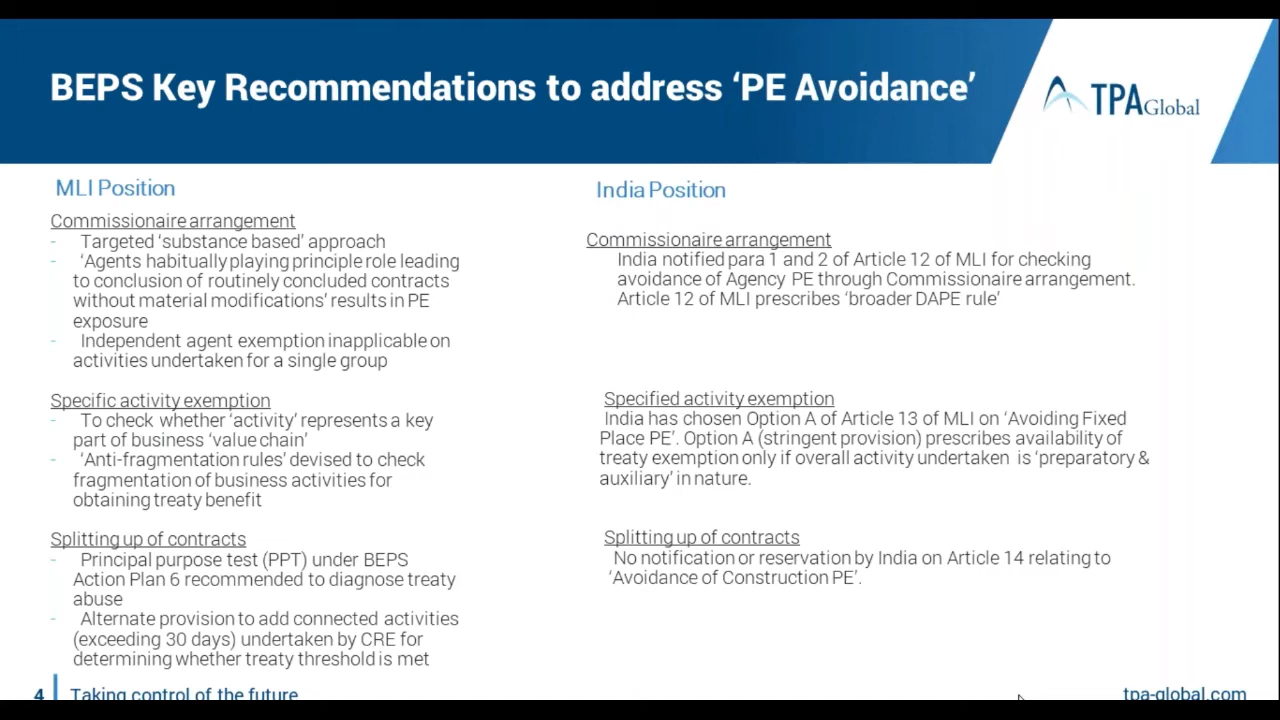 BEPS Key Recommendations to address ‘PE Avoidance’
TPA Global
MLI Position
Commissionaire arrangement
- Targeted ‘substance based’ approach
- ‘Agents habitually playing principle role leading
to conclusion of routinely concluded contracts
without material modifications’ results in PE
exposure
- Independent agent exemption inapplicable on
activities undertaken for a single group
Specific activity exemption
- To check whether ‘activity’ represents a key
part of business ‘value chain’
- ‘Anti-fragmentation rules’ devised to check
fragmentation of business activities for
obtaining treaty benefit
Splitting up of contracts
- Principal purpose test (PPT) under BEPS
Action Plan 6 recommended to diagnose treaty
abuse
- Alternate provision to add connected activities
(exceeding 30 days) undertaken by CRE for
determining whether treaty threshold is met
India Position
Commissionaire arrangement
India notified para 1 and 2 of Article 12 of MLI for checking
avoidance of Agency PE through Commissionaire arrangement.
Article 12 of MLI prescribes ‘broader DAPE rule’
Specified activity exemption
India has chosen Option A of Article 13 of MLI on ‘Avoiding Fixed
Place PE’. Option A (stringent provision) prescribes availability of
treaty exemption only if overall activity undertaken is ‘preparatory &
auxiliary’ in nature.
Splitting up of contracts
No notification or reservation by India on Article 14 relating to
‘Avoidance of Construction PE’.
4
Taking control of the future
tpa-global.com